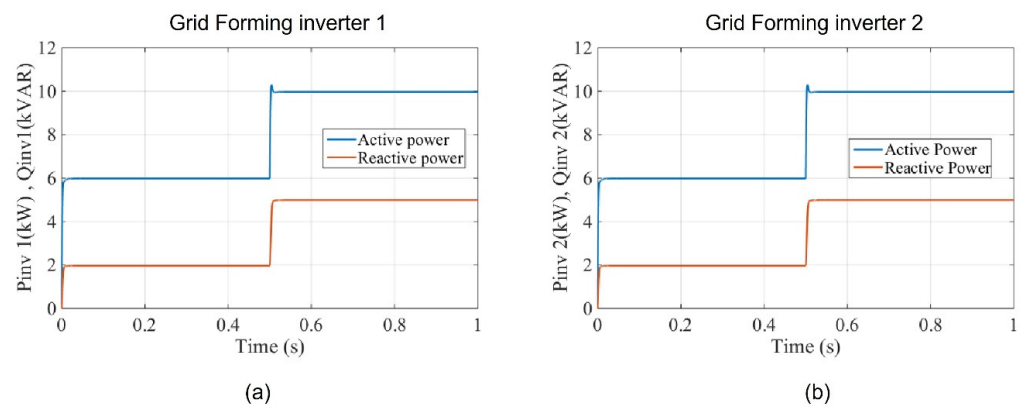 Grid Forming inverter 1
12
10
8
6
4
2
0
Pinv 1(kW) , Qinv1(kVAR)
Active power
Reactive power
0 0.2 0.4 0.6 0.8 1
Time (s)
(a)
Grid Forming inverter 2
12
10
8
6
4
2
0
Pinv 2(kW), Qinv 2(kVAR)
Active Power
Reactive Power
0 0.2 0.4 0.6 0.8 1
Time (s)
(b)